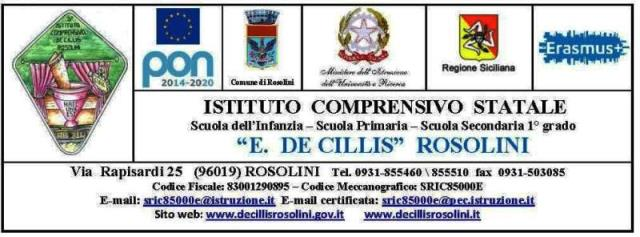 ISTITUTO
COMPRENSIVO
DE CILLIS
ROSOLINI
pon
2014-2020
Comune di Rosolini
Ministero dell'Istruzione
dell'Università e Ricerca
Regione Siciliana
Erasmus+
ISTITUTO COMPRENSIVO STATALE
Scuola dell'Infanzia – Scuola Primaria – Scuola Secondaria 1° grado
“E. DE CILLIS” ROSOLINI
Via Rapisardi 25 (96019) ROSOLINI Tel. 0931-855460 \ 855510 fax 0931-503085
Codice Fiscale: 83001290895 – Codice Meccanografico: SRIC85000E
E-mail: sric85000e@istruzione.it E-mail certificata: sric85000e@pec.istruzione.it
Sito web: www.decillisrosolini.gov.it www.decillisrosolini.it